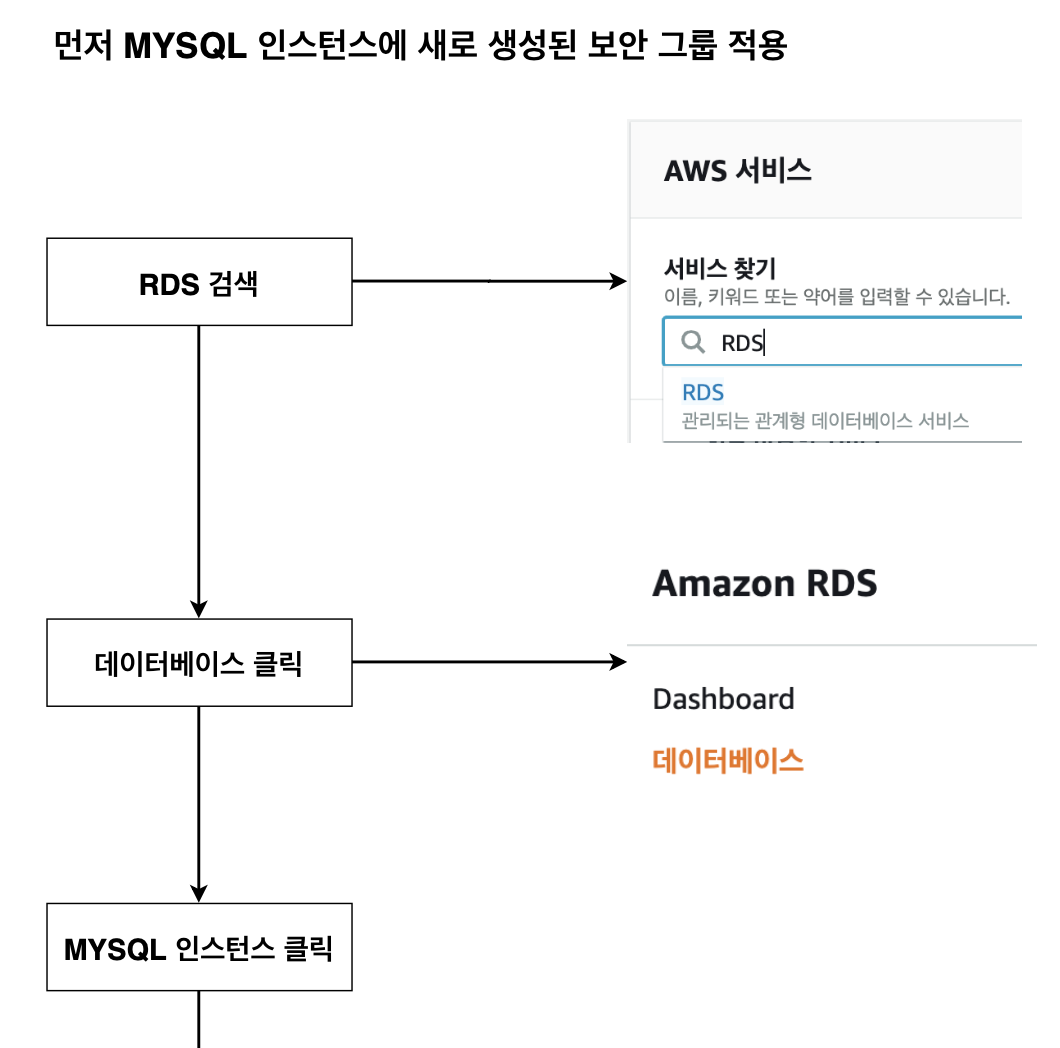 먼저 MYSQL 인스턴스에 새로 생성된 보안 그룹 적용
RDS 검색
AWS 서비스
서비스 찾기
이름, 키워드 또는 약어를 입력할 수 있습니다.
RDS
RDS
관리되는 관계형 데이터베이스 서비스
데이터베이스 클릭
Amazon RDS
Dashboard
데이터베이스
MYSQL 인스턴스 클릭